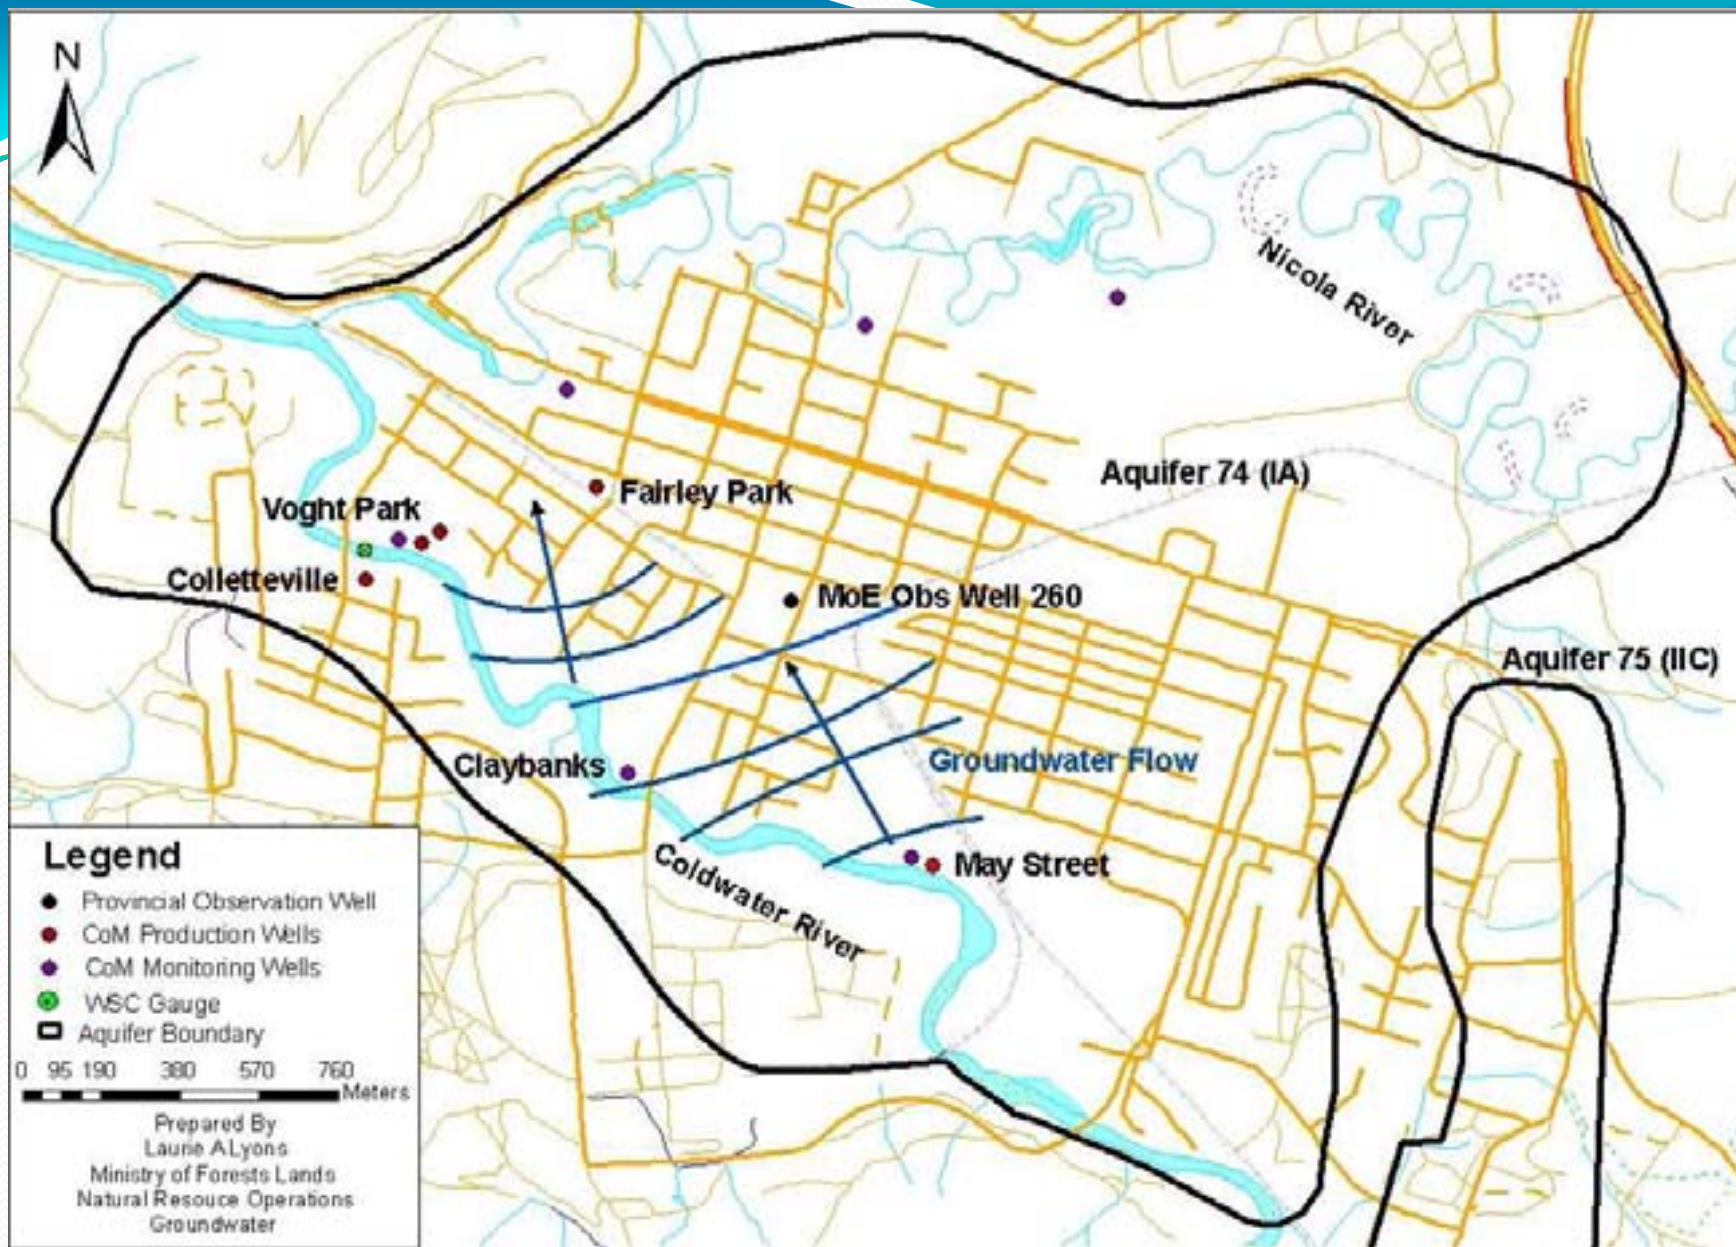 N
Nicola River
Aquifer 74 (IA)
Fairley Park
Voght Park
Colletteville
MoE Obs Well 260
Aquifer 75 (IIC)
Claybanks
Groundwater Flow
Coldwater River
May Street
Legend
Provincial Observation Well
CoM Production Wells
CoM Monitoring Wells
WSC Gauge
Aquifer Boundary
0 95 190 380 570 760
Meters
Prepared By
Laurie A Lyons
Ministry of Forests Lands
Natural Resouce Operations
Groundwater